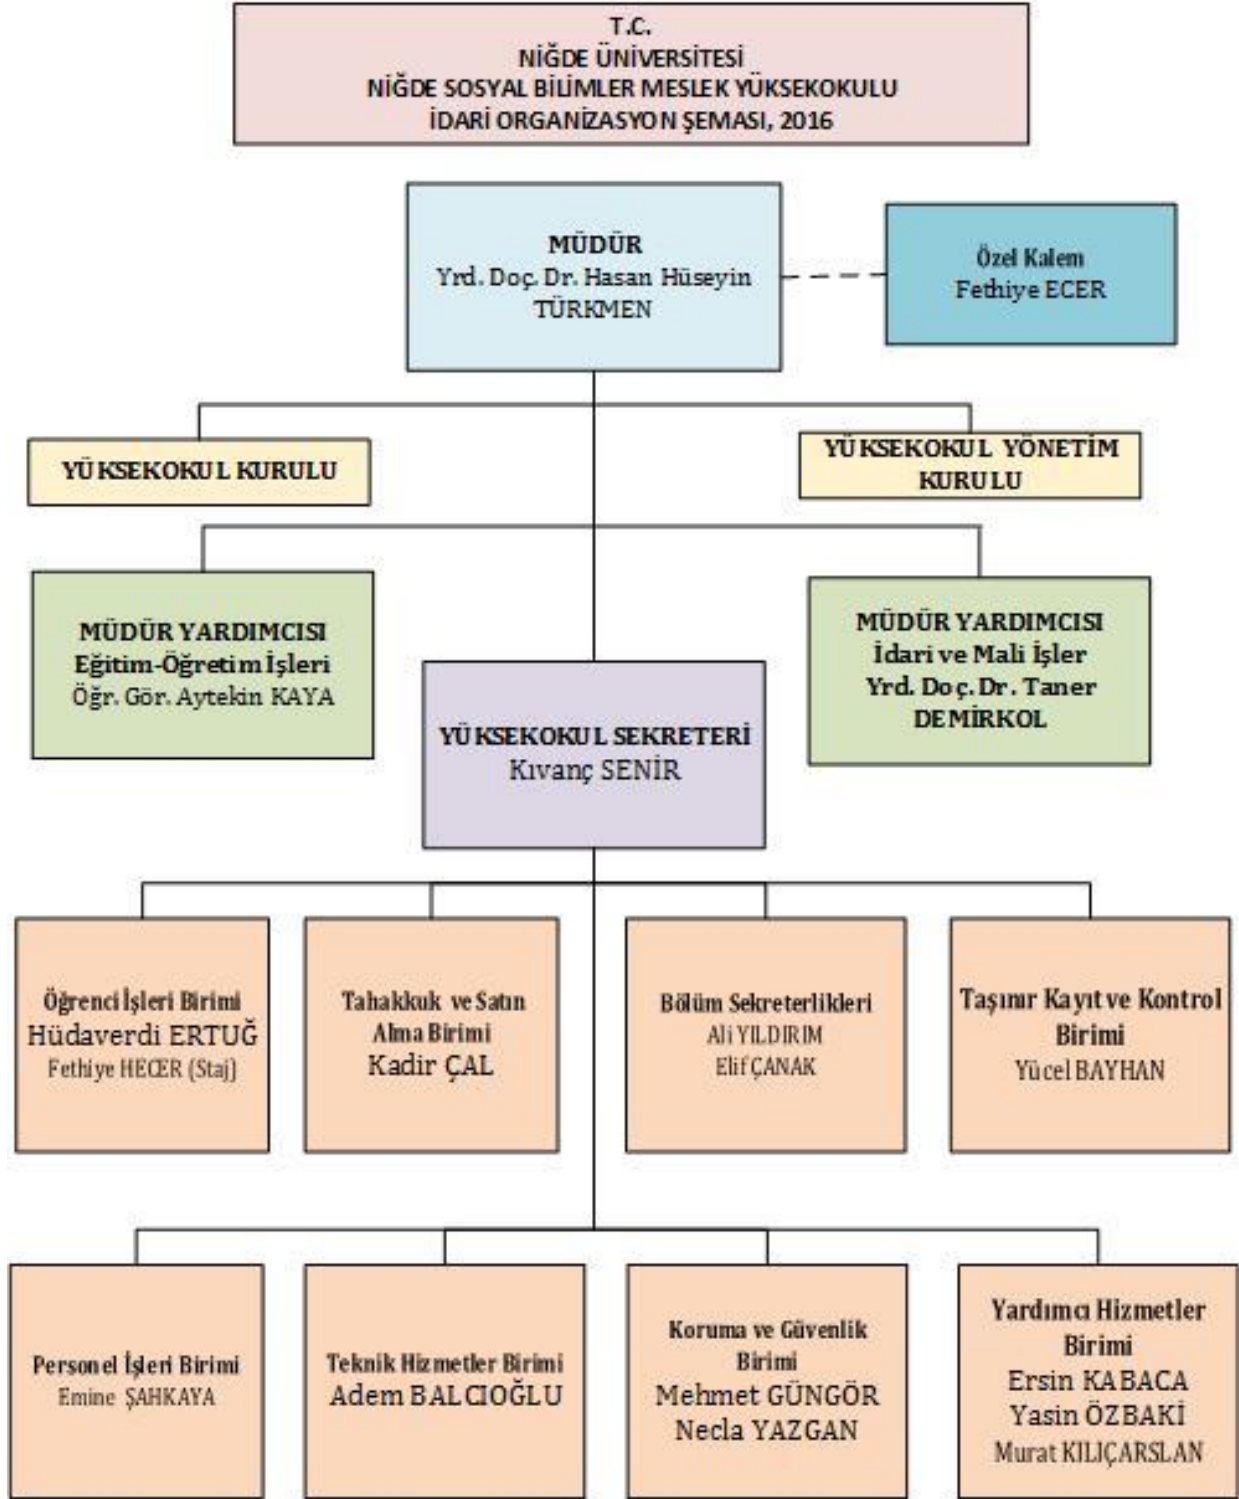 T.C.
NİĞDE ÜNİVERSİTESİ
NİĞDE SOSYAL BİLİMLER MESLEK YÜKSEKOKULU
İDARİ ORGANİZASYON ŞEMASI, 2016
MÜDÜR
Yrd. Doç. Dr. Hasan Hüseyin
TÜRKMEN
Özel Kalem
Fethiye ECER
YÜKSEKOKUL KURULU
YÜKSEKOKUL YÖNETİM
KURULU
MÜDÜR YARDIMCISI
Eğitim-Öğretim İşleri
Öğr. Gör. Aytekin KAYA
YÜKSEKOKUL SEKRETERİ
Kıvanç SENİR
MÜDÜR YARDIMCISI
İdari ve Mali İşler
Yrd. Doç. Dr. Taner
DEMİRKOL
Öğrenci İşleri Birimi
Hüdaverdi ERTUĞ
Fethiye HECER (Staj)
Tahakkuk ve Satın
Alma Birimi
Kadir ÇAL
Bölüm Sekreterlikleri
Ali YILDIRIM
Elif ÇANAK
Taşınır Kayıt ve Kontrol
Birimi
Yücel BAYHAN
Personel İşleri Birimi
Emine ŞAHKAYA
Teknik Hizmetler Birimi
Adem BALCIOĞLU
Koruma ve Güvenlik
Birimi
Mehmet GÜNGÖR
Necla YAZGAN
Yardımcı Hizmetler
Birimi
Ersin KABACA
Yasin ÖZBAKİ
Murat KILIÇARSLAN